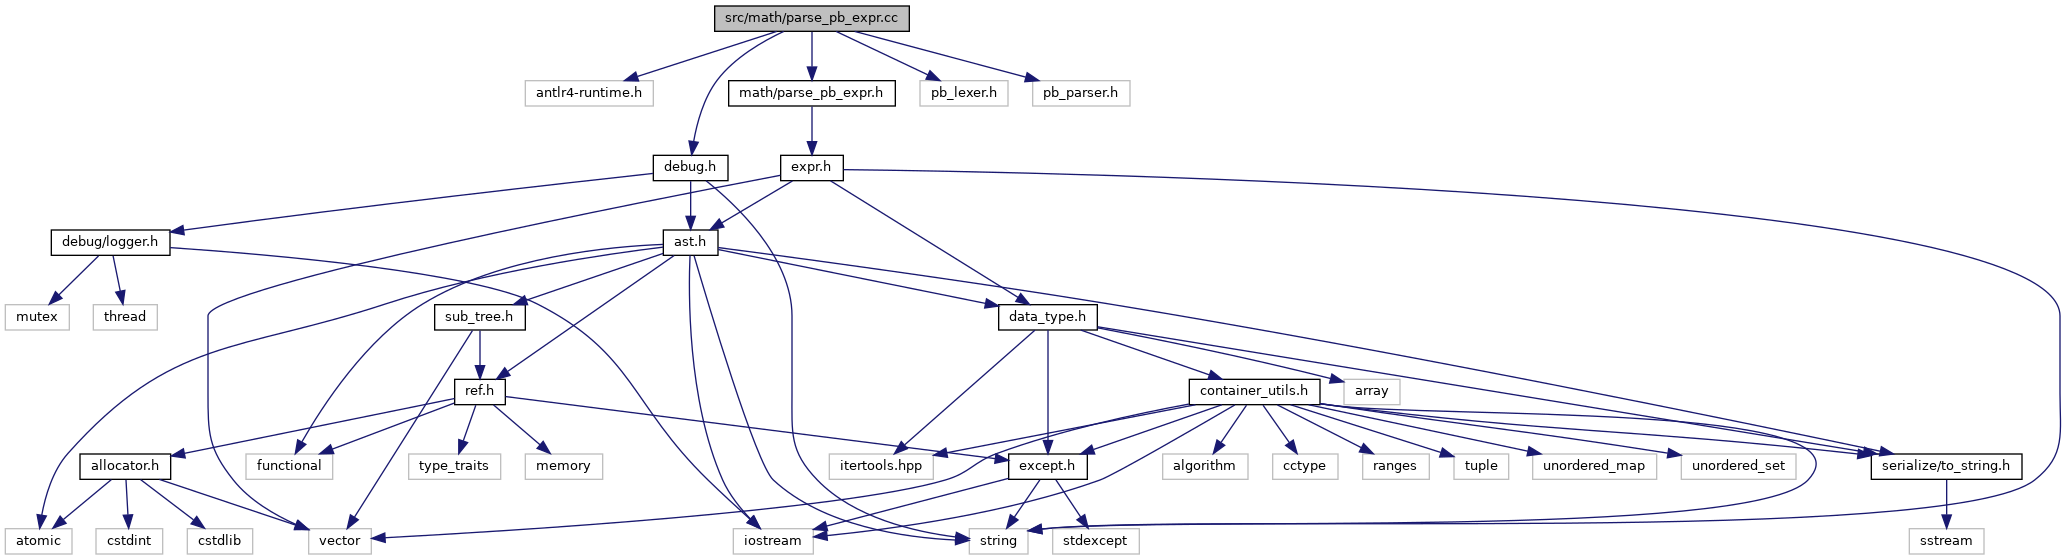 src/math/parse_pb_expr.cc
antlr4-runtime.h
math/parse_pb_expr.h
pb_lexer.h
pb_parser.h
debug.h
expr.h
debug/logger.h
ast.h
mutex
thread
sub_tree.h
data_type.h
ref.h
container_utils.h
array
allocator.h
functional
type_traits
memory
itertools.hpp
except.h
algorithm
cctype
ranges
tuple
unordered_map
unordered_set
serialize/to_string.h
atomic
cstdint
cstdlib
vector
iostream
string
stdexcept
sstream